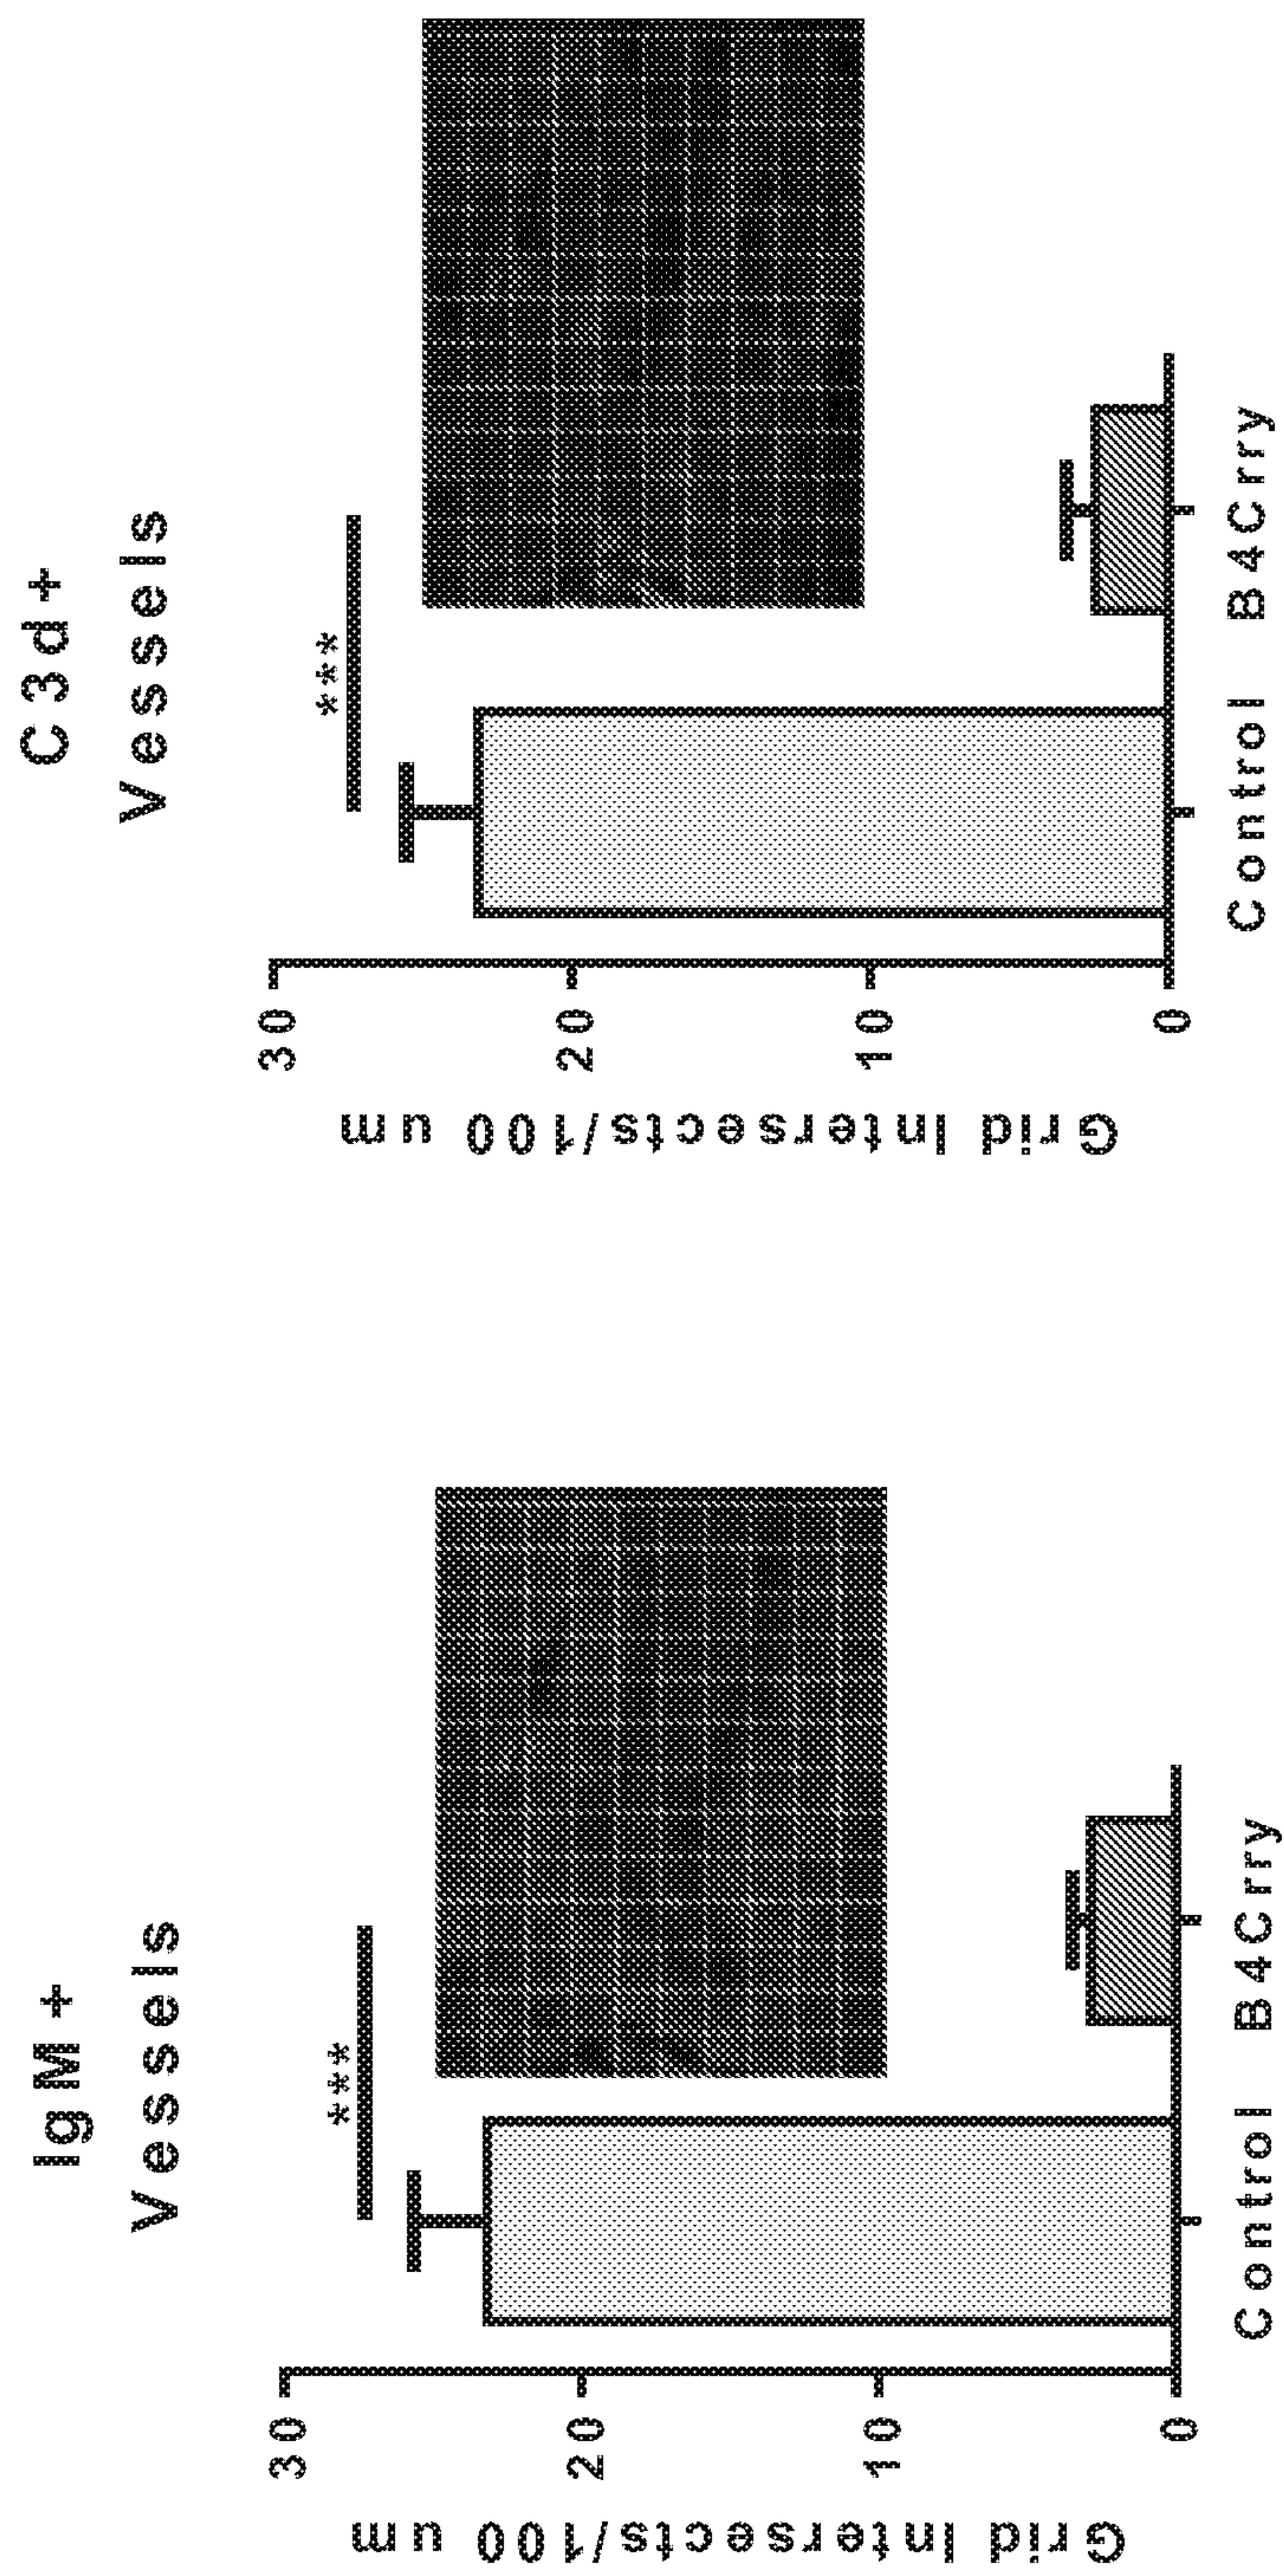 IgM+
Vessels
***
Grid Intersects/100 um
30
20
10
0
Control B4Crry
C3d+
Vessels
***
Grid Intersects/100 um
30
20
10
0
Control B4Crry